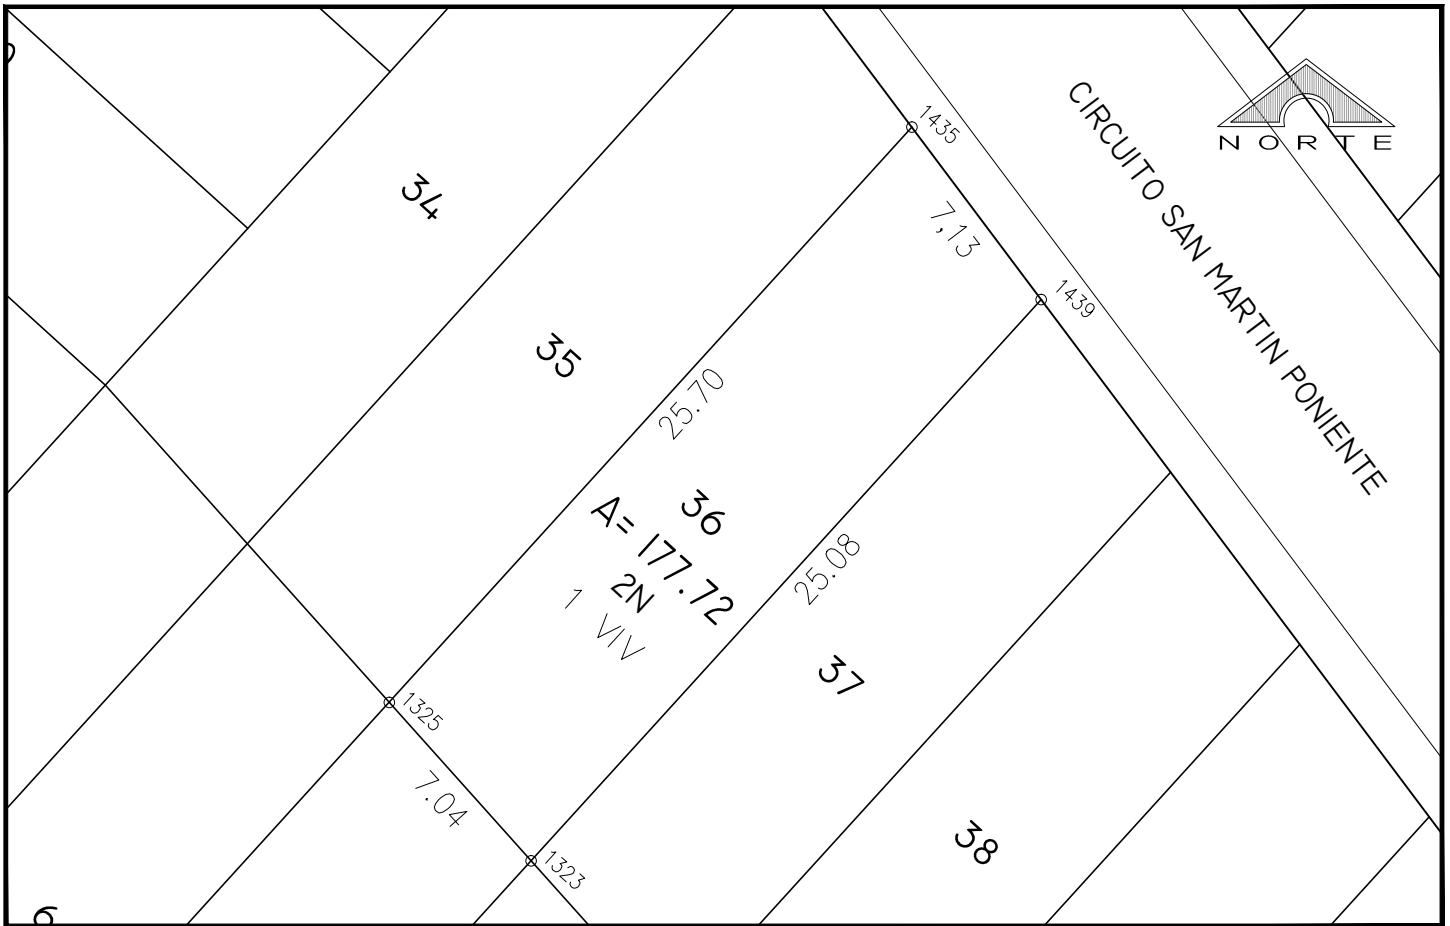 1435
CIRCUITO SAN MARTIN PONIENTE
NORTE
34
7,13
1439
35
25.70
36
A= 177.72
2N
1 VIV
25.08
37
1325
7.04
38
1323
6